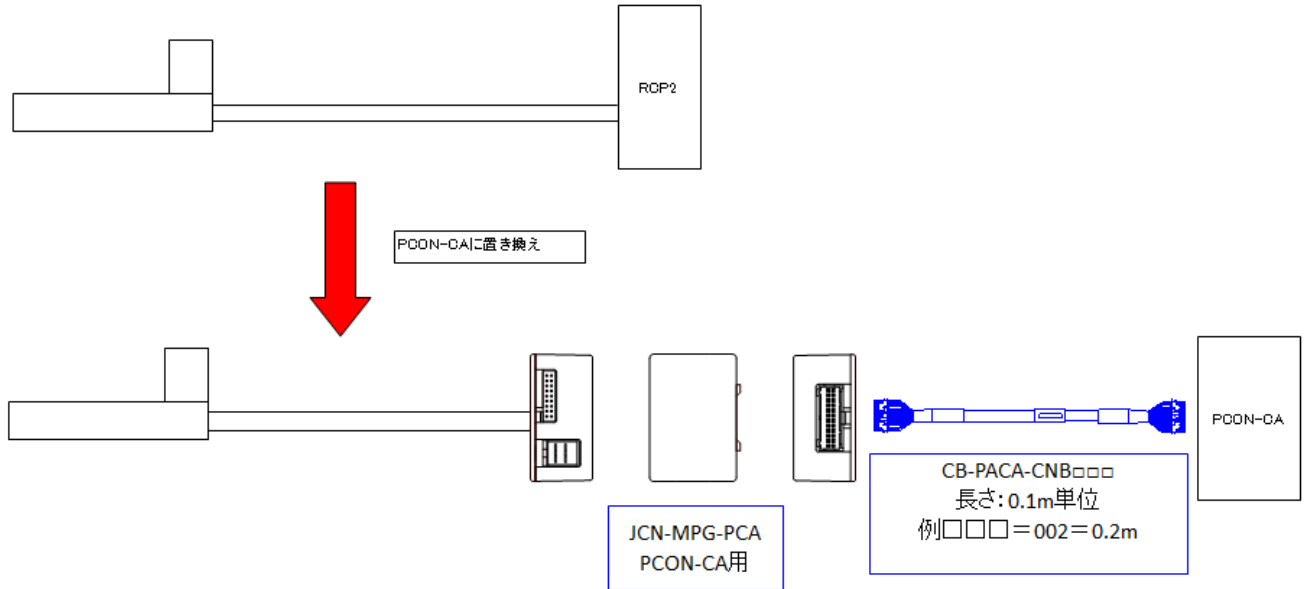 RCP2
PCON-CAに置き換え
PCON-CA
JCN-MPG-PCA
PCON-CA用
CB-PACA-CNB□□□
長さ：0.1m単位
例□□□＝002＝0.2m